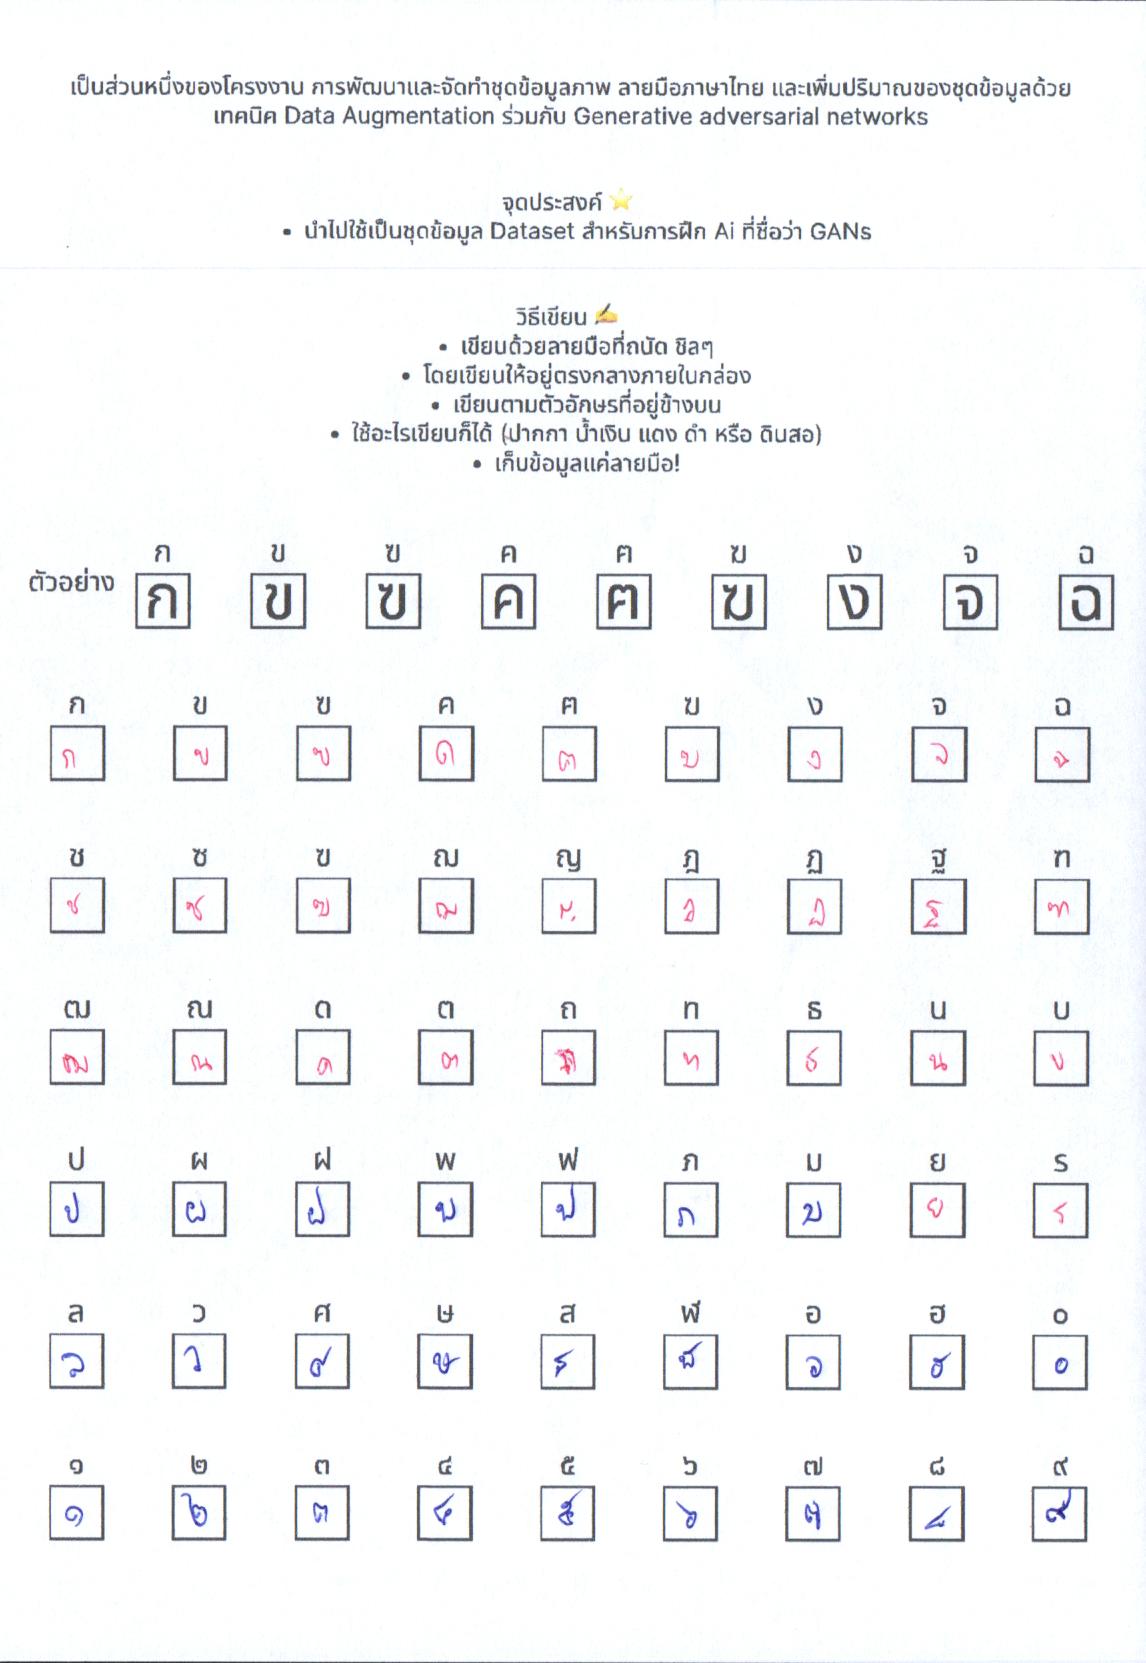 เป็นส่วนหนึ่งของโครงงาน การพัฒนาและจัดทำชุดข้อมูลภาพ ลายมือภาษาไทย และเพิ่มปริมาณของชุดข้อมูลด้วย
เทคนิค Data Augmentation ร่วมกับ Generative adversarial networks
จุดประสงค์ ⭐
• นำไปใช้เป็นชุดข้อมูล Dataset สำหรับการฝึก Ai ที่ชื่อว่า GANs
วิธีเขียน ✍
• เขียนด้วยลายมือที่ถนัด ชิลๆ
• โดยเขียนให้อยู่ตรงกลางภายในกล่อง
• เขียนตามตัวอักษรที่อยู่ข้างบน
• ใช้อะไรเขียนก็ได้ (ปากกา น้ำเงิน แดง ดำ หรือ ดินสอ)
• เก็บข้อมูลแค่ลายมือ!
ก ข ฃ ค ฅ ฆ ง จ ฉ
ตัวอย่าง ก ข ฃ ค ฅ ฆ ง จ ฉ
ก ข ฃ ค ฅ ฆ ง จ ฉ
ก ข ฃ ค ฅ ฆ ง จ ฉ
ช ซ ฃ ฌ ญ ฎ ฏ ฐ ฑ
ช ซ ฃ ฌ ฎ ฏ ฐ ฑ
ฒ ณ ด ต ถ ท ธ น บ
ฒ ณ ด ต ท ธ น บ
ป ผ ฝ พ ฟ ภ ม ย ร
ป ผ ฝ พ ฟ ภ ม ย ร
ล ว ศ ษ ส ฬ อ ฮ ๐
ล ว ศ ษ ส ฬ อ ฮ ๐
๑ ๒ ๓ ๔ ๕ ๖ ๗ ๘ ๙
๑ ๒ ๓ ๔ ๕ ๖ ๗ ๘ ๙